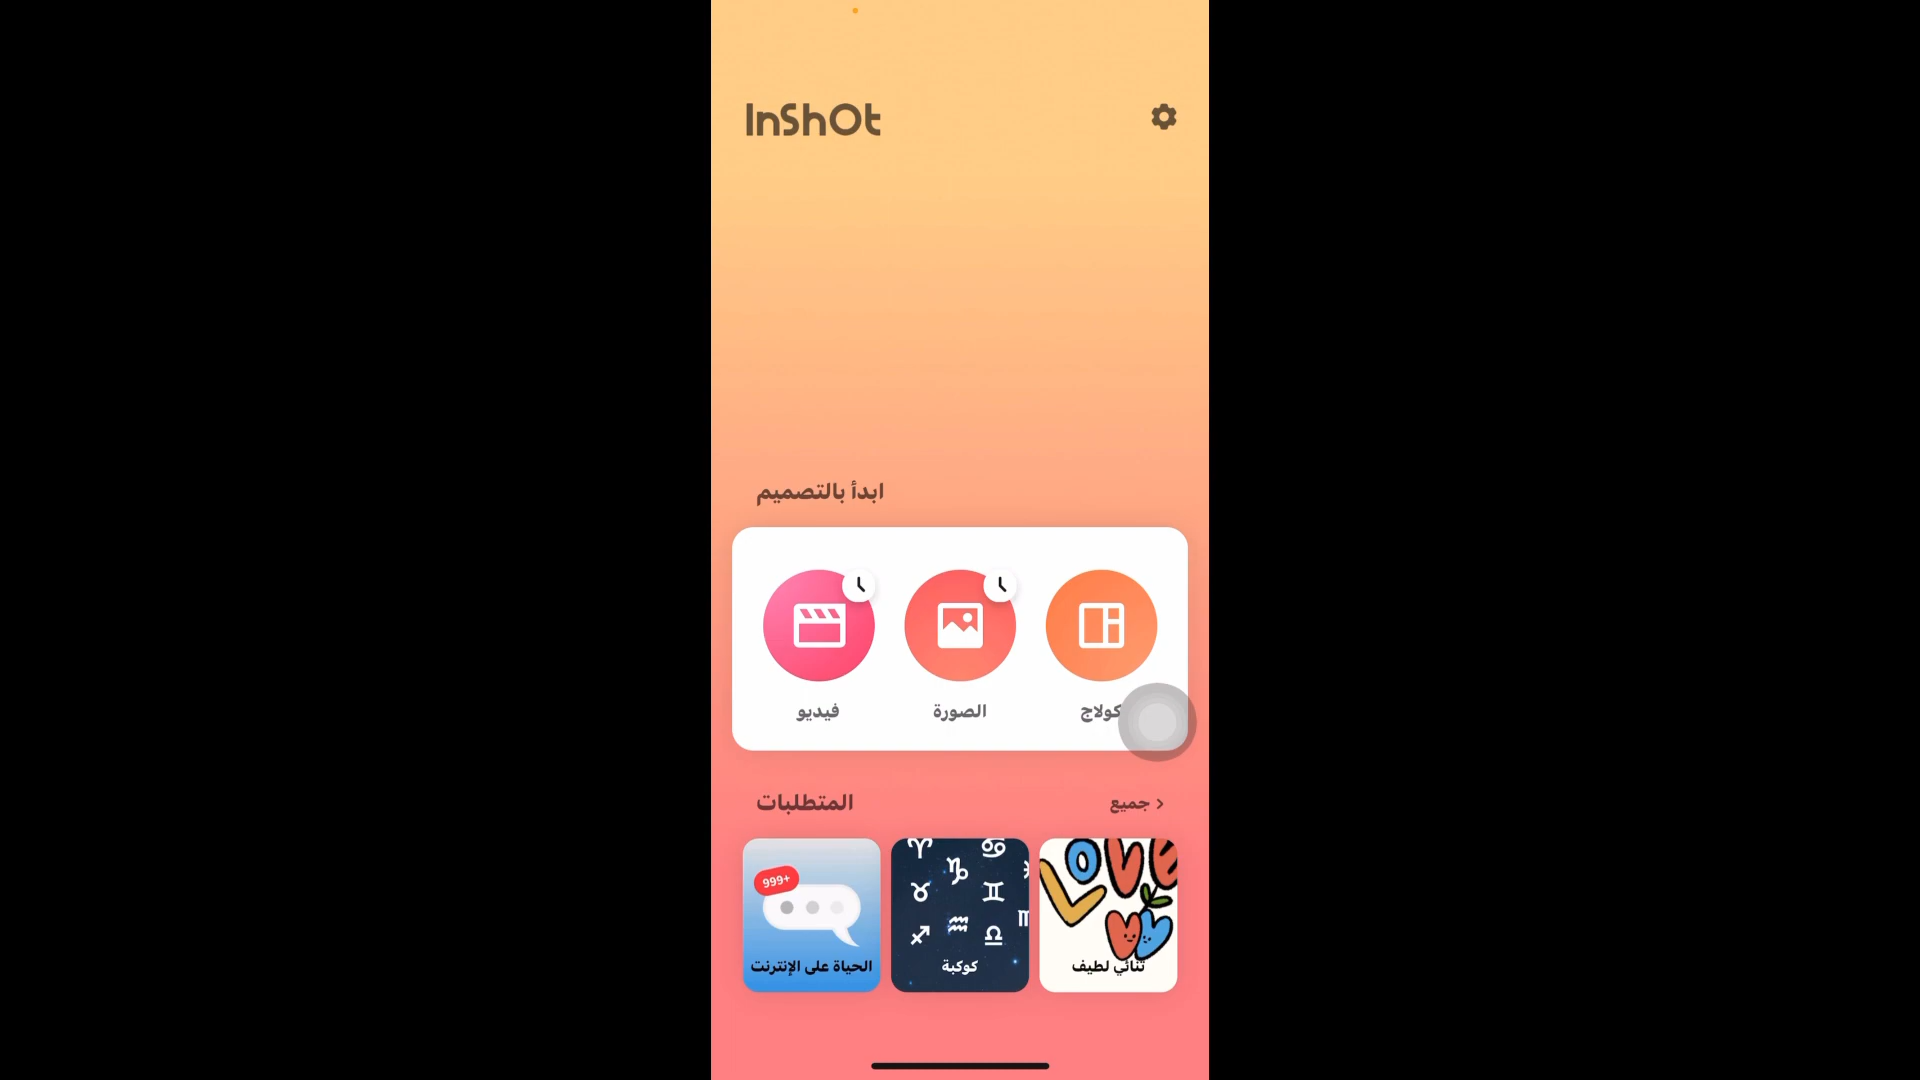 InShOt
ابدأ بالتصميم
فيديو
الصورة
كولاج
المتطلبات
جميع
999+
الحياة على الإنترنت
كوكبة
LOVE
ثنائي لطيف